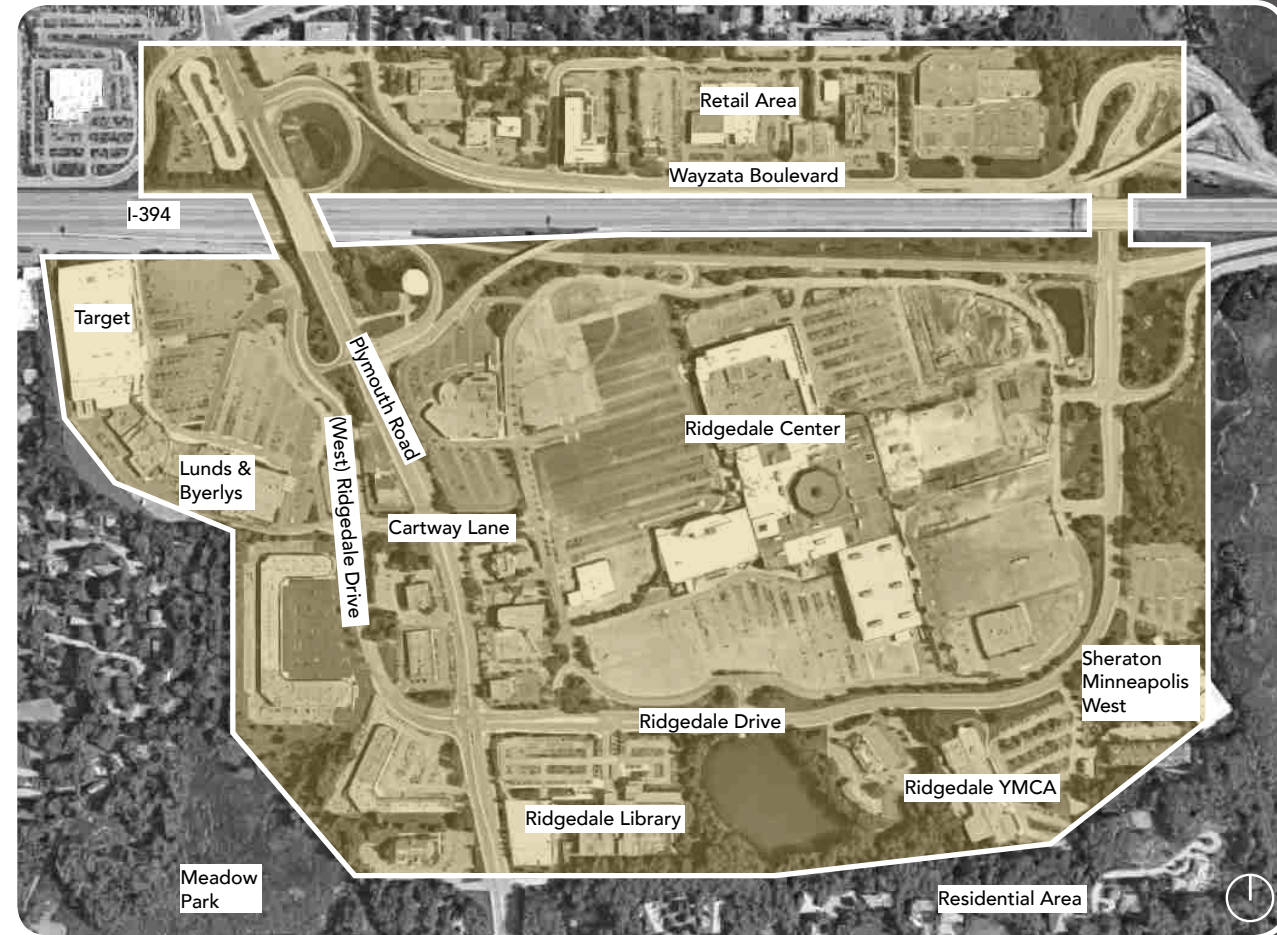 Retail Area
Wayzata Boulevard
I-394
Target
Plymouth Road
Ridgedale Center
(West) Ridgedale Drive
Lunds &
Byerlys
Cartway Lane
Sheraton
Minneapolis
West
Ridgedale Drive
Ridgedale YMCA
Ridgedale Library
Meadow
Park
Residential Area